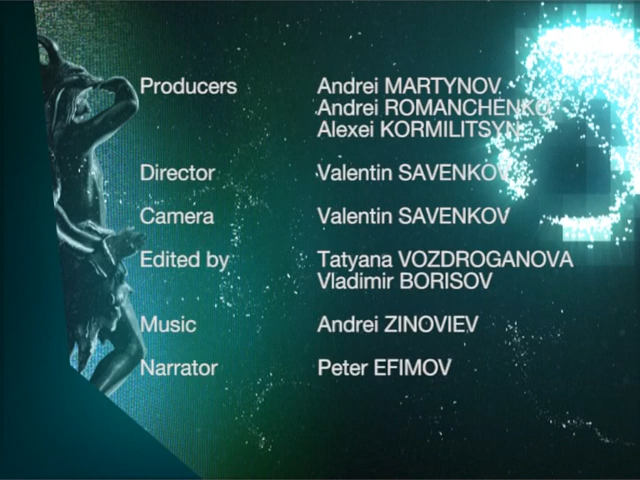 Producers Andrei MARTYNOV
Andrei ROMANCHENKO
Alexei KORMILITSYN
Director Valentin SAVENKOV
Camera Valentin SAVENKOV
Edited by Tatyana VOZDROGANOVA
Vladimir BORISOV
Music Andrei ZINOVIEV
Narrator Peter EFIMOV